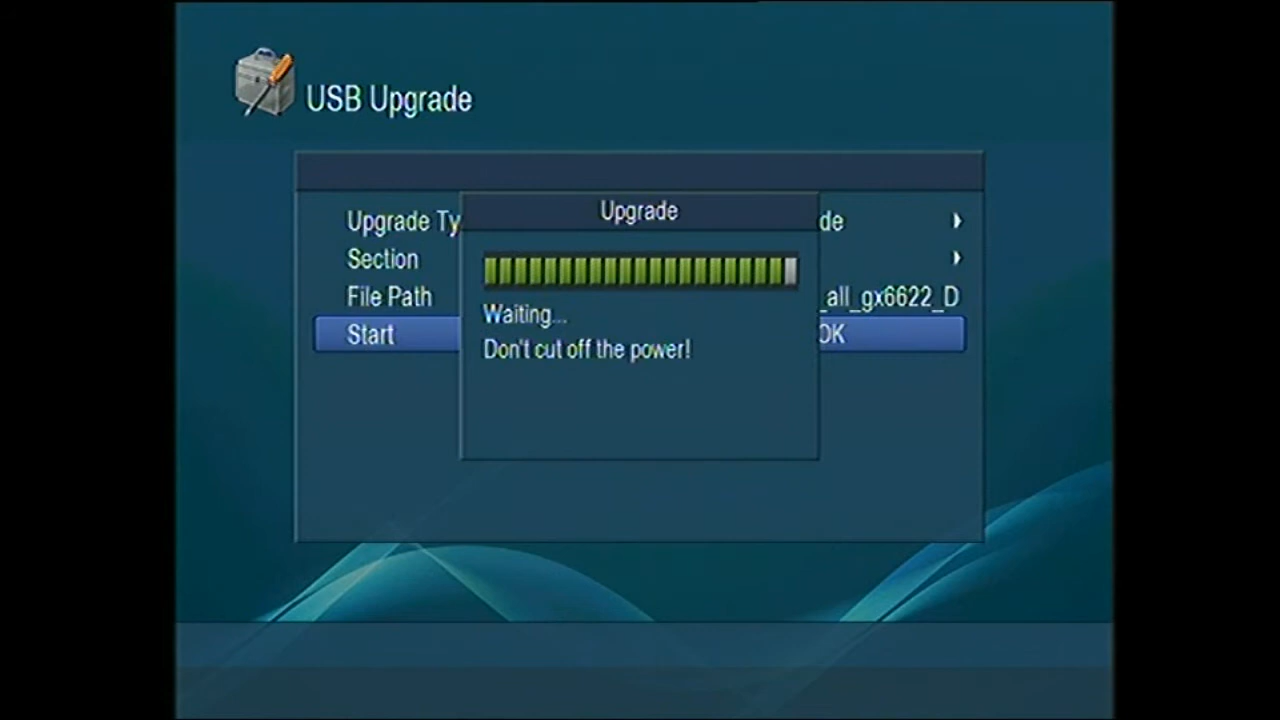 USB Upgrade
Upgrade
Upgrade Ty
de
Section
File Path
_all_gx6622_D
Start
OK
Waiting...
Don't cut off the power!